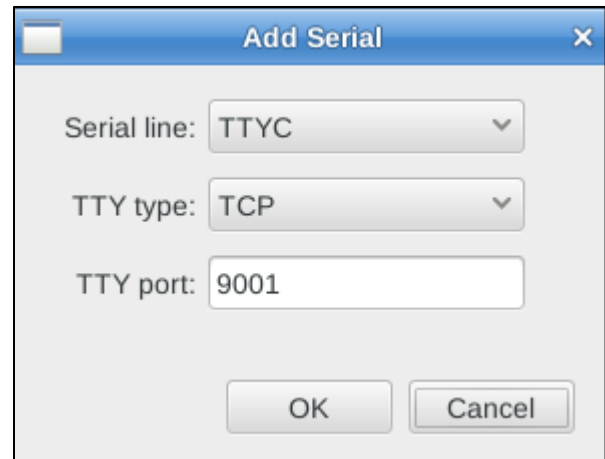 Add Serial
Serial line: TTYC
TTY type: TCP
TTY port: 9001
OK Cancel